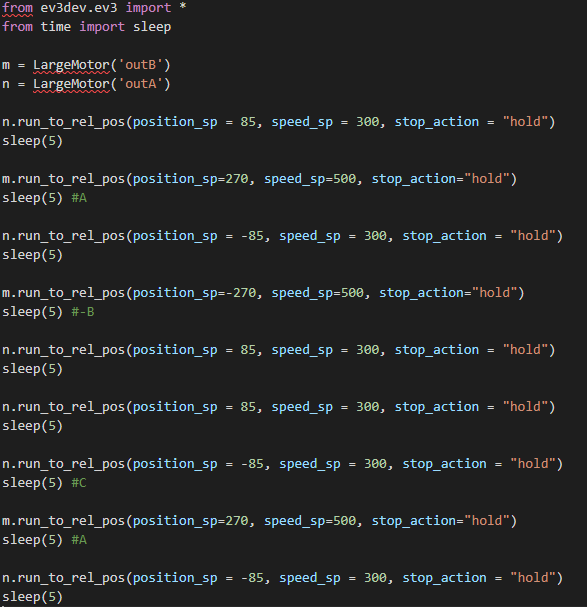 from ev3dev.ev3 import *
from time import sleep
m = LargeMotor('outB')
n = LargeMotor('outA')
n.run_to_rel_pos(position_sp = 85, speed_sp = 300, stop_action = "hold")
sleep(5)
m.run_to_rel_pos(position_sp=270, speed_sp=500, stop_action="hold")
sleep(5) #A
n.run_to_rel_pos(position_sp = -85, speed_sp = 300, stop_action = "hold")
sleep(5)
m.run_to_rel_pos(position_sp=-270, speed_sp=500, stop_action="hold")
sleep(5) #-B
n.run_to_rel_pos(position_sp = 85, speed_sp = 300, stop_action = "hold")
sleep(5)
n.run_to_rel_pos(position_sp = 85, speed_sp = 300, stop_action = "hold")
sleep(5)
n.run_to_rel_pos(position_sp = -85, speed_sp = 300, stop_action = "hold")
sleep(5) #C
m.run_to_rel_pos(position_sp=270, speed_sp=500, stop_action="hold")
sleep(5) #A
n.run_to_rel_pos(position_sp = -85, speed_sp = 300, stop_action = "hold")
sleep(5)